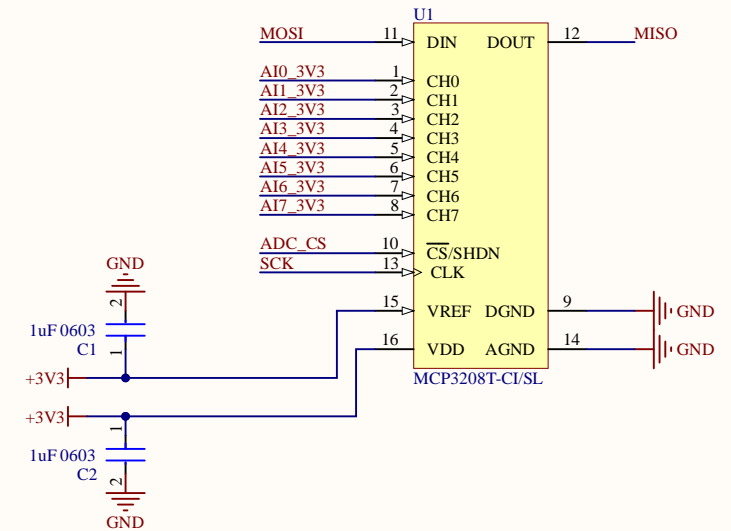 U1
MOSI 11 DIN DOUT 12 MISO
AI0_3V3 1 CH0
AI1_3V3 2 CH1
AI2_3V3 3 CH2
AI3_3V3 4 CH3
AI4_3V3 5 CH4
AI5_3V3 6 CH5
AI6_3V3 7 CH6
AI7_3V3 8 CH7
ADC_CS 10 CS/SHDN
SCK 13 CLK
GND
2
15 VREF DGND 9 GND
1uF 0603
C1
1
16 VDD AGND 14 GND
+3V3
MCP3208T-CI/SL
+3V3
1
1uF 0603
C2
2
GND